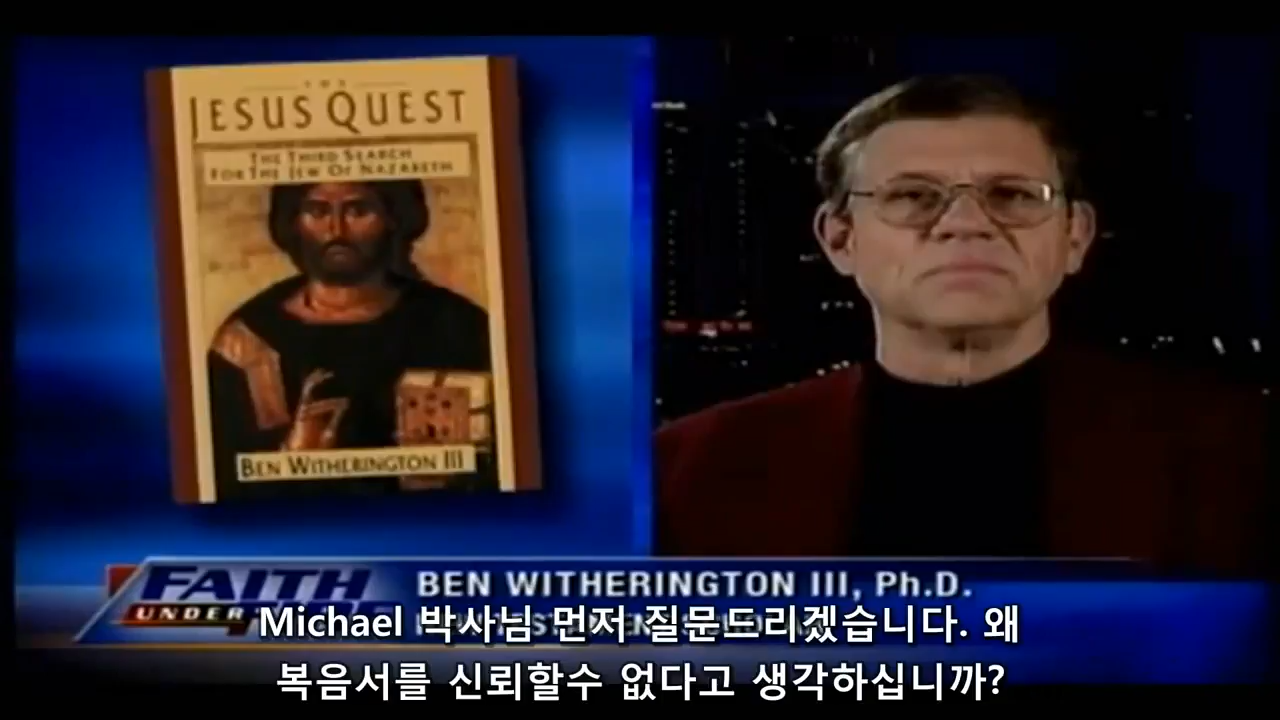 THE
JESUS QUEST
THE THIRD SEARCH
FOR THE JEW OF NAZARETH
BEN WITHERINGTON III
FAITH
UNDER
BEN WITHERINGTON III, Ph.D.
Michael 박사님 먼저 질문드리겠습니다. 왜
복음서를 신뢰할수 없다고 생각하십니까?